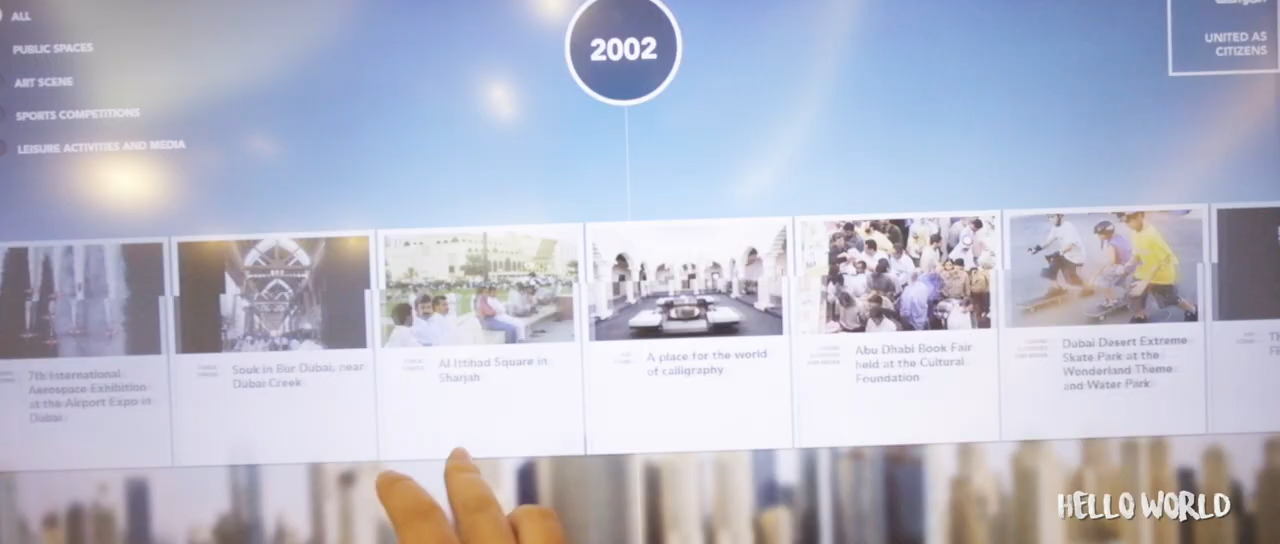 ALL
PUBLIC SPACES
ART SCENE
SPORTS COMPETITIONS
LEISURE ACTIVITIES AND MEDIA
2002
UNITED AS
CITIZENS
7th International
Aerospace Exhibition
at the Airport Expo in
Dubai
Souk in Bur Dubai, near
Dubai Creek
Al Ittihad Square in
Sharjah
A place for the world
of calligraphy
Abu Dhabi Book Fair
held at the Cultural
Foundation
Dubai Desert Extreme
Skate Park at the
Wonderland Theme
and Water Park
HELLO WORLD